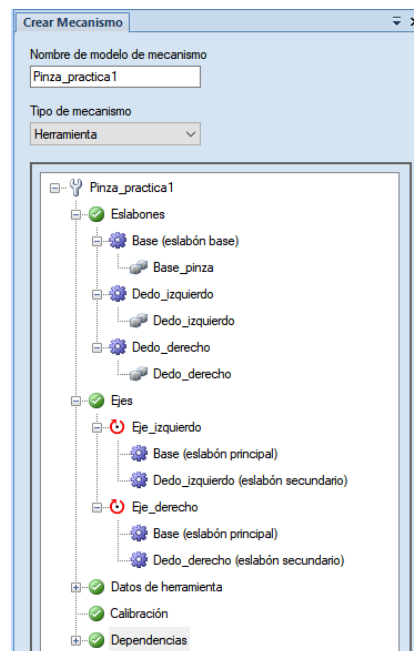 Crear Mecanismo
Nombre de modelo de mecanismo
Pinza_practica1
Tipo de mecanismo
Herramienta
Pinza_practica1
Eslabones
Base (eslabón base)
Base_pinza
Dedo_izquierdo
Dedo_izquierdo
Dedo_derecho
Dedo_derecho
Ejes
Eje_izquierdo
Base (eslabón principal)
Dedo_izquierdo (eslabón secundario)
Eje_derecho
Base (eslabón principal)
Dedo_derecho (eslabón secundario)
Datos de herramienta
Calibración
Dependencias